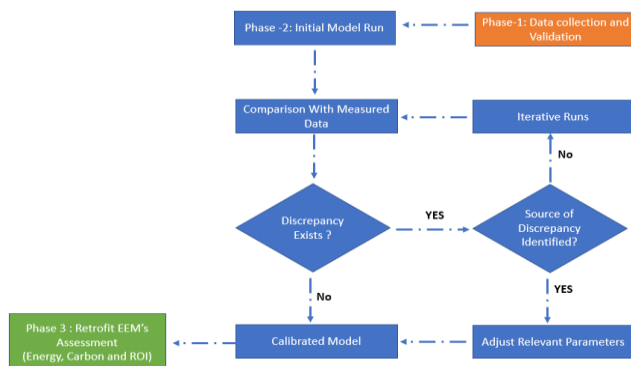 Phase -2: Initial Model Run
Phase-1: Data collection and
Validation
Comparison With Measured
Data
Iterative Runs
No
Discrepancy
Exists ?
YES
Source of
Discrepancy
Identified?
No
YES
Phase 3 : Retrofit EEM's
Assessment
(Energy, Carbon and ROI)
Calibrated Model
Adjust Relevant Parameters